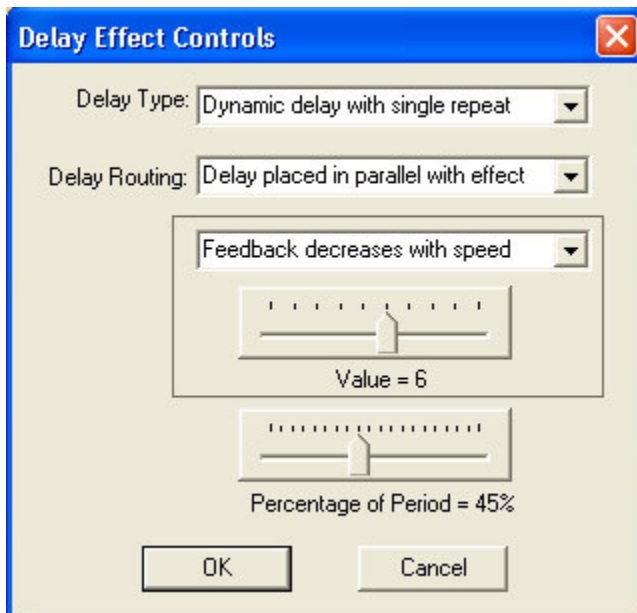 Delay Effect Controls
Delay Type: Dynamic delay with single repeat
Delay Routing: Delay placed in parallel with effect
Feedback decreases with speed
Value = 6
Percentage of Period = 45%
OK Cancel